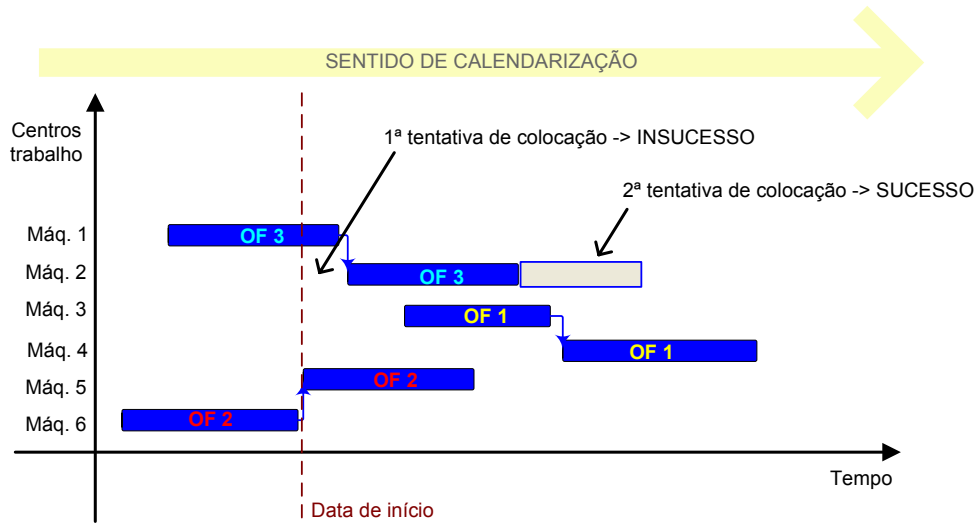 SENTIDO DE CALENDARIZAÇÃO
Centros
trabalho
1ª tentativa de colocação -> INSUCESSO
2ª tentativa de colocação -> SUCESSO
Máq. 1
OF 3
Máq. 2
OF 3
Máq. 3
OF 1
Máq. 4
OF 1
Máq. 5
OF 2
Máq. 6
OF 2
Tempo
Data de início